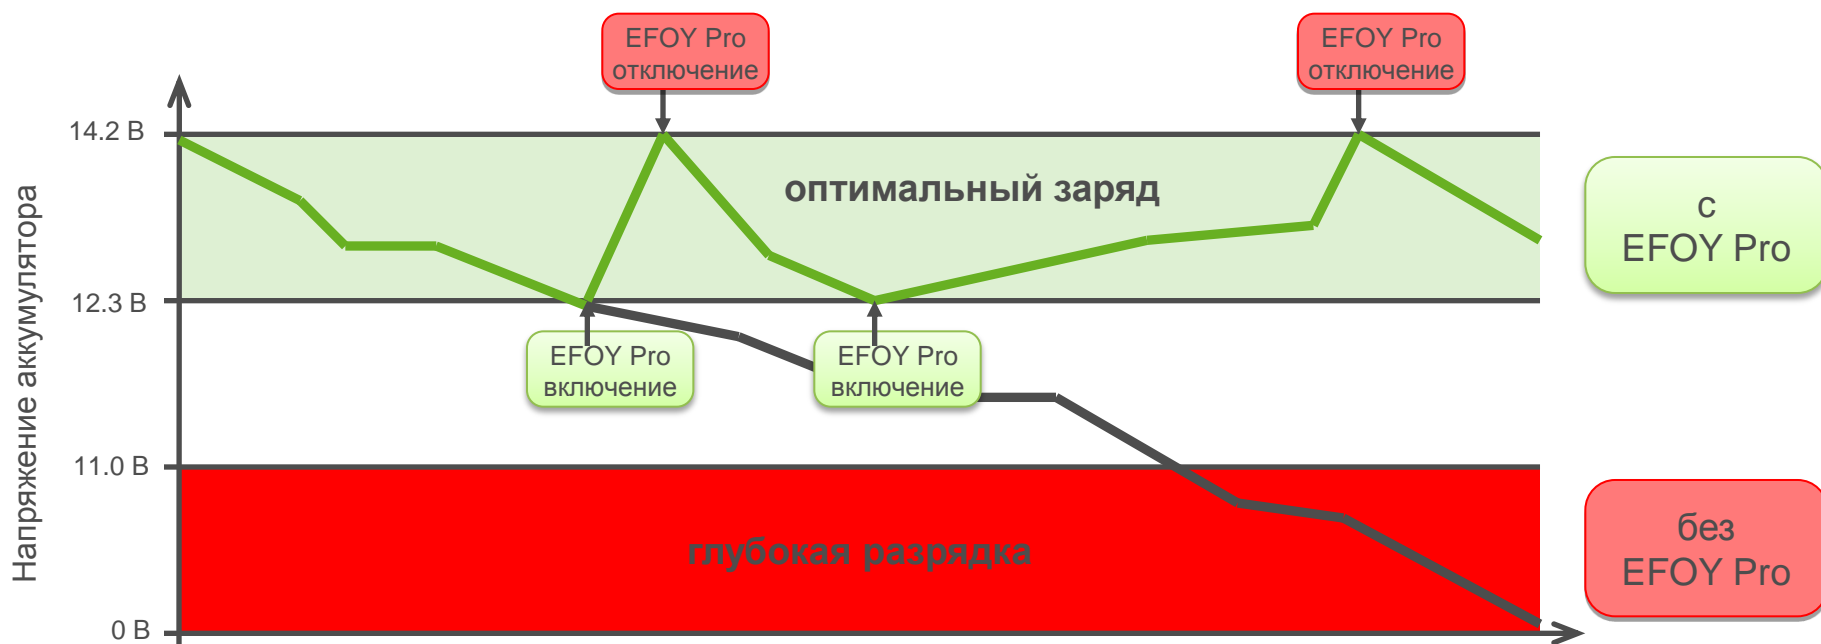 EFOY Pro
отключение
EFOY Pro
отключение
14.2 В
оптимальный заряд
с
EFOY Pro
12.3 В
EFOY Pro
включение
EFOY Pro
включение
Напряжение аккумулятора
11.0 В
глубокая разрядка
без
EFOY Pro
0 В